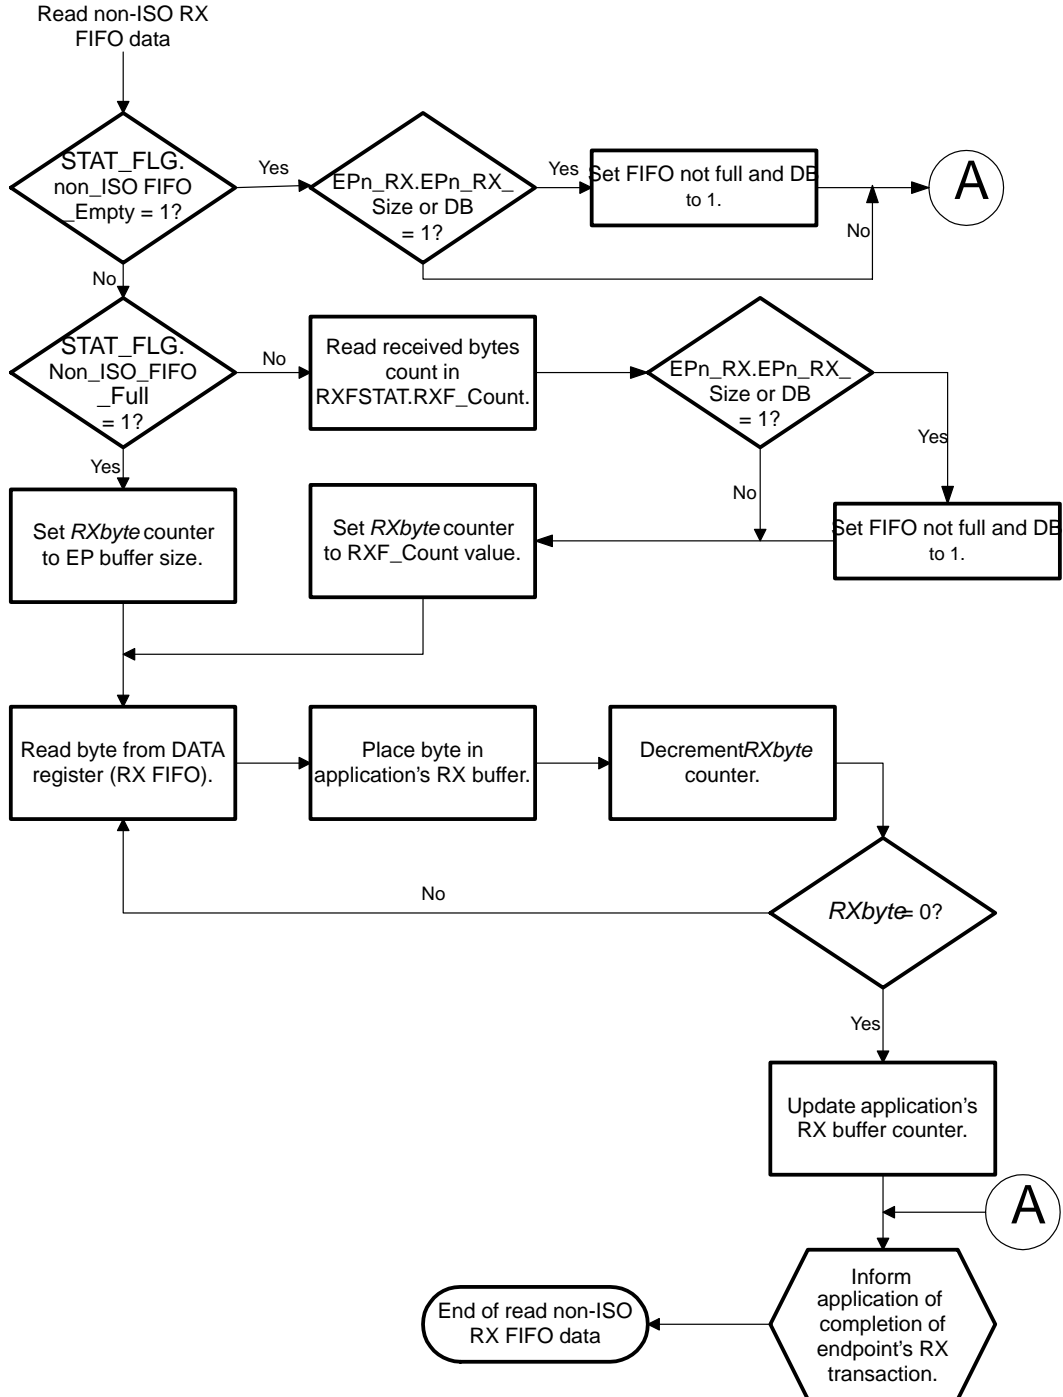 Read non-ISO RX
FIFO data
STAT_FLG.
non_ISO FIFO
_Empty = 1?
Yes
EPn_RX.EPn_RX_
Size or DB
= 1?
Yes
Set FIFO not full and DB
to 1.
A
No
No
STAT_FLG.
Non_ISO_FIFO
_Full
= 1?
No
Read received bytes
count in
RXFSTAT.RXF_Count.
EPn_RX.EPn_RX_
Size or DB
= 1?
Yes
Yes
No
Set RXbyte counter
to EP buffer size.
Set RXbyte counter
to RXF_Count value.
Set FIFO not full and DB
to 1.
Read byte from DATA
register (RX FIFO).
Place byte in
application's RX buffer.
Decrement RXbyte
counter.
No
RXbyte = 0?
Yes
Update application's
RX buffer counter.
A
Inform
application of
completion of
endpoint's RX
transaction.
End of read non-ISO
RX FIFO data